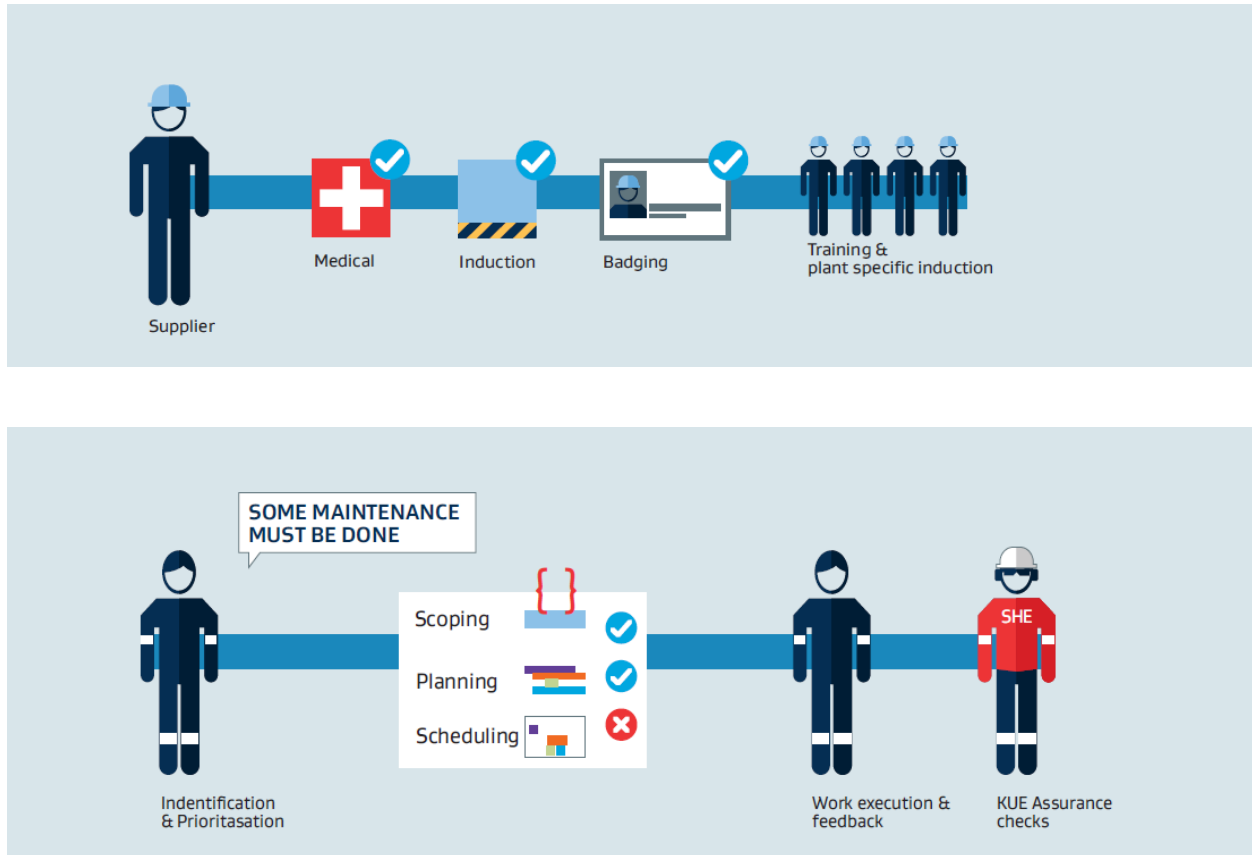 Supplier
Medical
Induction
Badging
Training &
plant specific induction
SOME MAINTENANCE
MUST BE DONE
Scoping
Planning
Scheduling
SHE
Indentification
& Prioritasation
Work execution &
feedback
KUE Assurance
checks